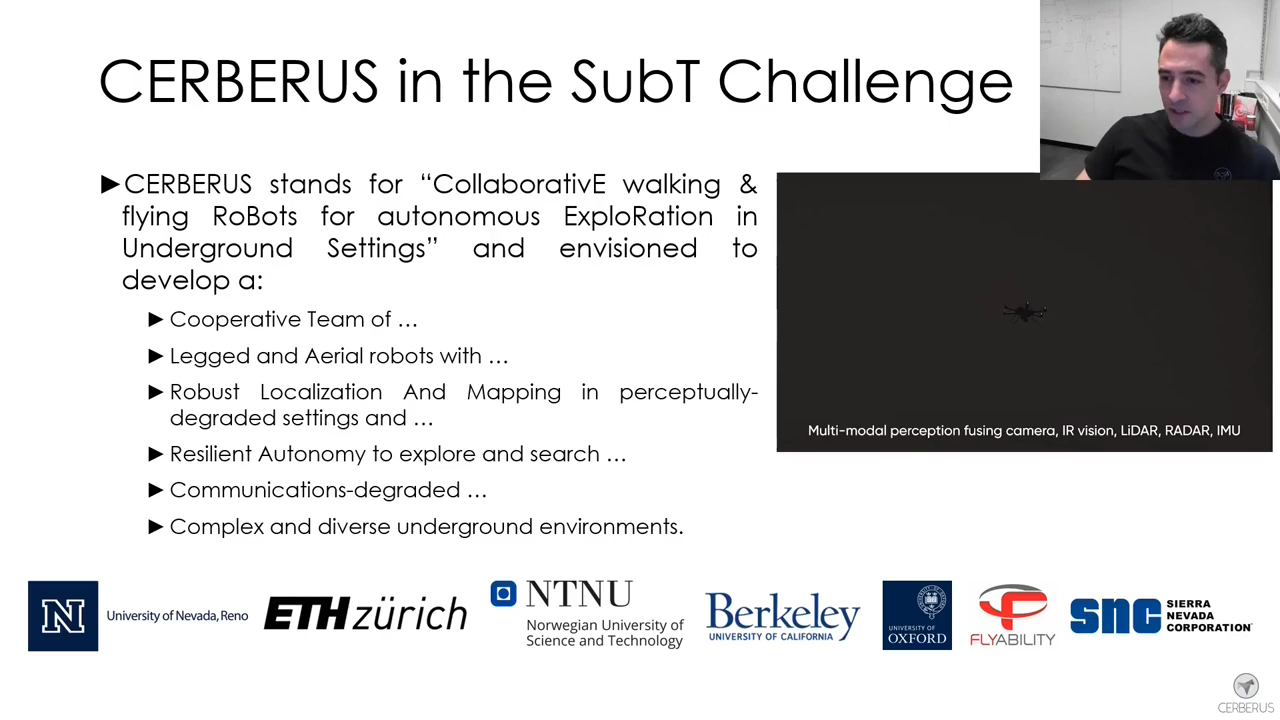 CERBERUS in the SubT Challenge
►CERBERUS stands for “CollaborativE walking &
flying RoBots for autonomous ExploRation in
Underground Settings” and envisioned to
develop a:
►Cooperative Team of …
►Legged and Aerial robots with …
►Robust Localization And Mapping in perceptually-
degraded settings and …
►Resilient Autonomy to explore and search …
►Communications-degraded …
►Complex and diverse underground environments.
Multi-modal perception fusing camera, IR vision, LiDAR, RADAR, IMU
N
University of Nevada, Reno
ETH zürich
NTNU
Norwegian University of
Science and Technology
Berkeley
UNIVERSITY OF CALIFORNIA
UNIVERSITY OF
OXFORD
FLYABILITY
snc
SIERRA
NEVADA
CORPORATION
CERBERUS